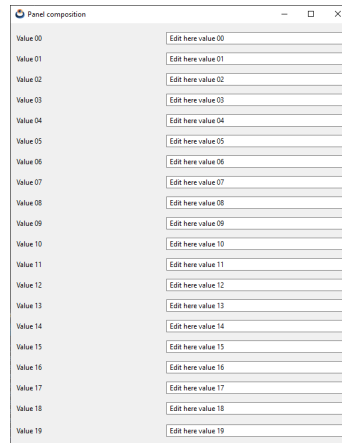 Panel composition
Value 00 Edit here value 00
Value 01 Edit here value 01
Value 02 Edit here value 02
Value 03 Edit here value 03
Value 04 Edit here value 04
Value 05 Edit here value 05
Value 06 Edit here value 06
Value 07 Edit here value 07
Value 08 Edit here value 08
Value 09 Edit here value 09
Value 10 Edit here value 10
Value 11 Edit here value 11
Value 12 Edit here value 12
Value 13 Edit here value 13
Value 14 Edit here value 14
Value 15 Edit here value 15
Value 16 Edit here value 16
Value 17 Edit here value 17
Value 18 Edit here value 18
Value 19 Edit here value 19